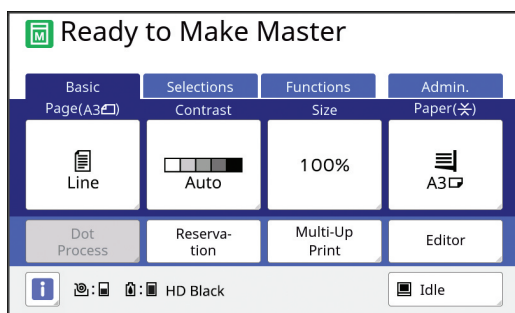 M Ready to Make Master
Basic Selections Functions Admin.
Page(A3) Contrast Size Paper()
Line Auto 100% A3
Dot Process
Reserva-
tion
Multi-Up
Print
Editor
i : : HD Black Idle